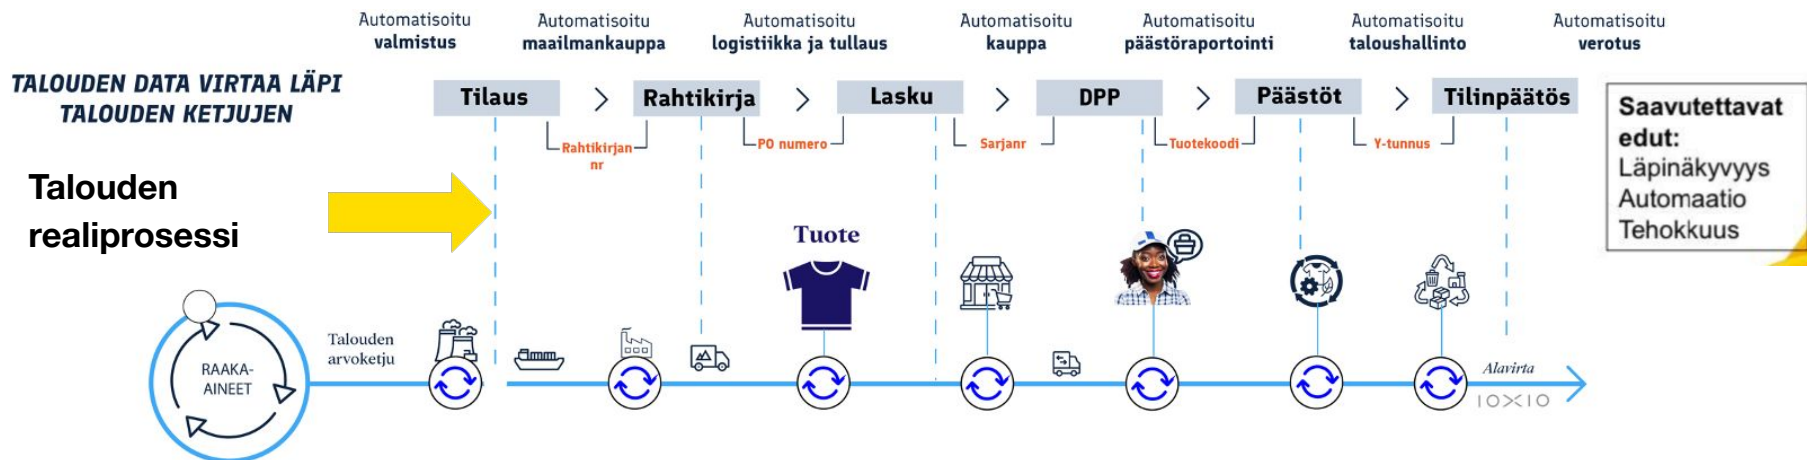 Automatisoitu
valmistus
Automatisoitu
maailmankauppa
Automatisoitu
logistiikka ja tullaus
Automatisoitu
kauppa
Automatisoitu
päästöraportointi
Automatisoitu
taloushallinto
Automatisoitu
verotus
TALOUDEN DATA VIRTAA LÄPI
TALOUDEN KETJUJEN
Tilaus
Rahtikirja
Lasku
DPP
Päästöt
Tilinpäätös
Rahtikirjan
nr
PO numero
Sarjanr
Tuotekoodi
Y-tunnus
Saavutettavat
edut:
Läpinäkyvyys
Automaatio
Tehokkuus
Talouden
realiprosessi
Tuote
RAAKA-
AINEET
Talouden
arvoketju
Alavirta
IOXIO